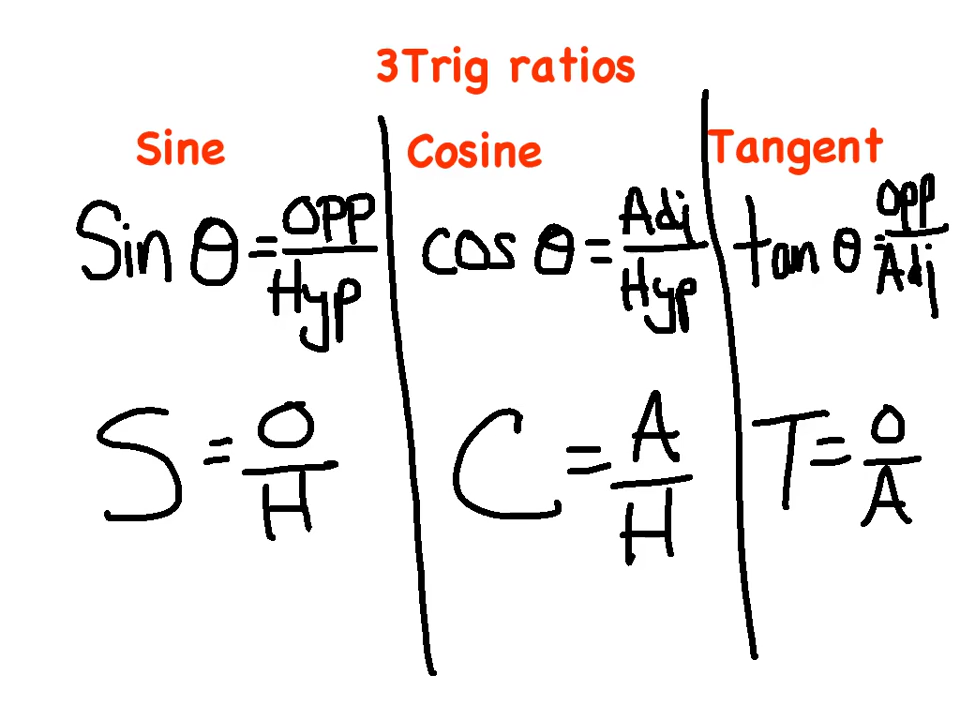 3Trig ratios
Sine
Sin θ = OPP / Hyp
S = O / H
Cosine
cos θ = Adj / Hyp
C = A / H
Tangent
tan θ = Opp / Adj
T = O / A